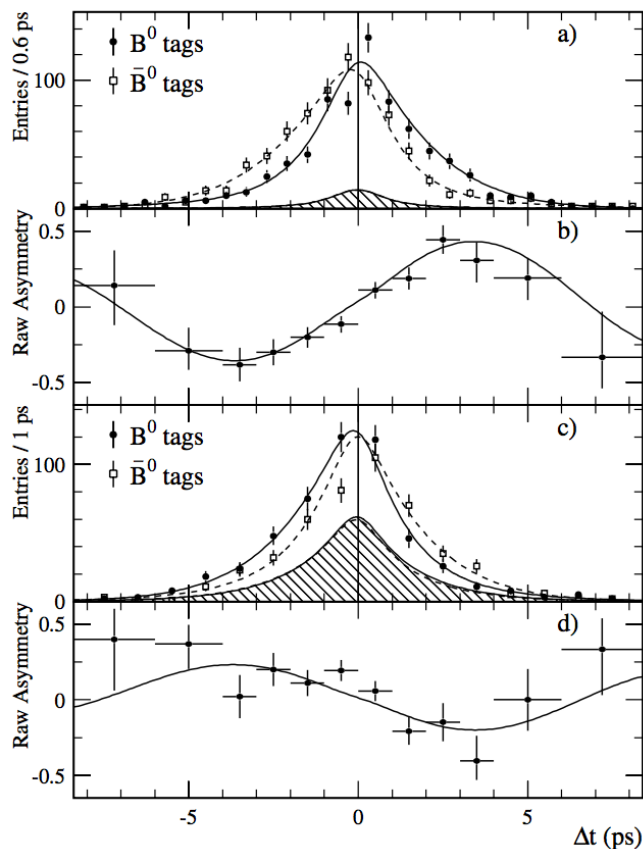 Entries / 0.6 ps
B⁰ tags
B̄⁰ tags
a)
100
0
Raw Asymmetry
b)
0.5
0
-0.5
Entries / 1 ps
B⁰ tags
B̄⁰ tags
c)
100
0
Raw Asymmetry
d)
0.5
0
-0.5
-5
0
5
Δt (ps)